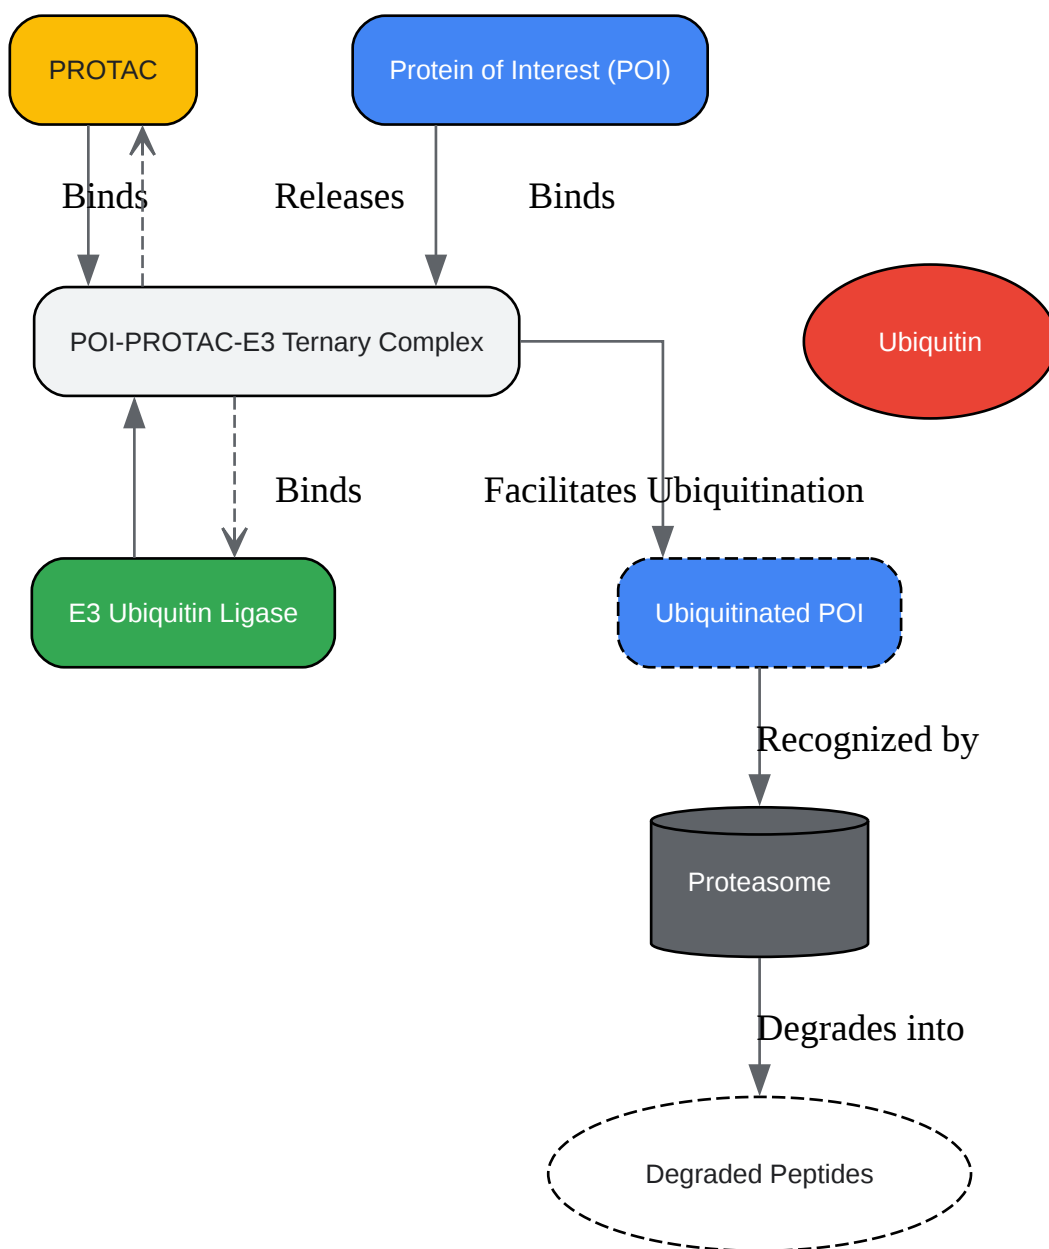 PROTAC
Protein of Interest (POI)
Binds
Releases
Binds
POI-PROTAC-E3 Ternary Complex
Ubiquitin
Binds
Facilitates Ubiquitination
E3 Ubiquitin Ligase
Ubiquitinated POI
Recognized by
Proteasome
Degrades into
Degraded Peptides